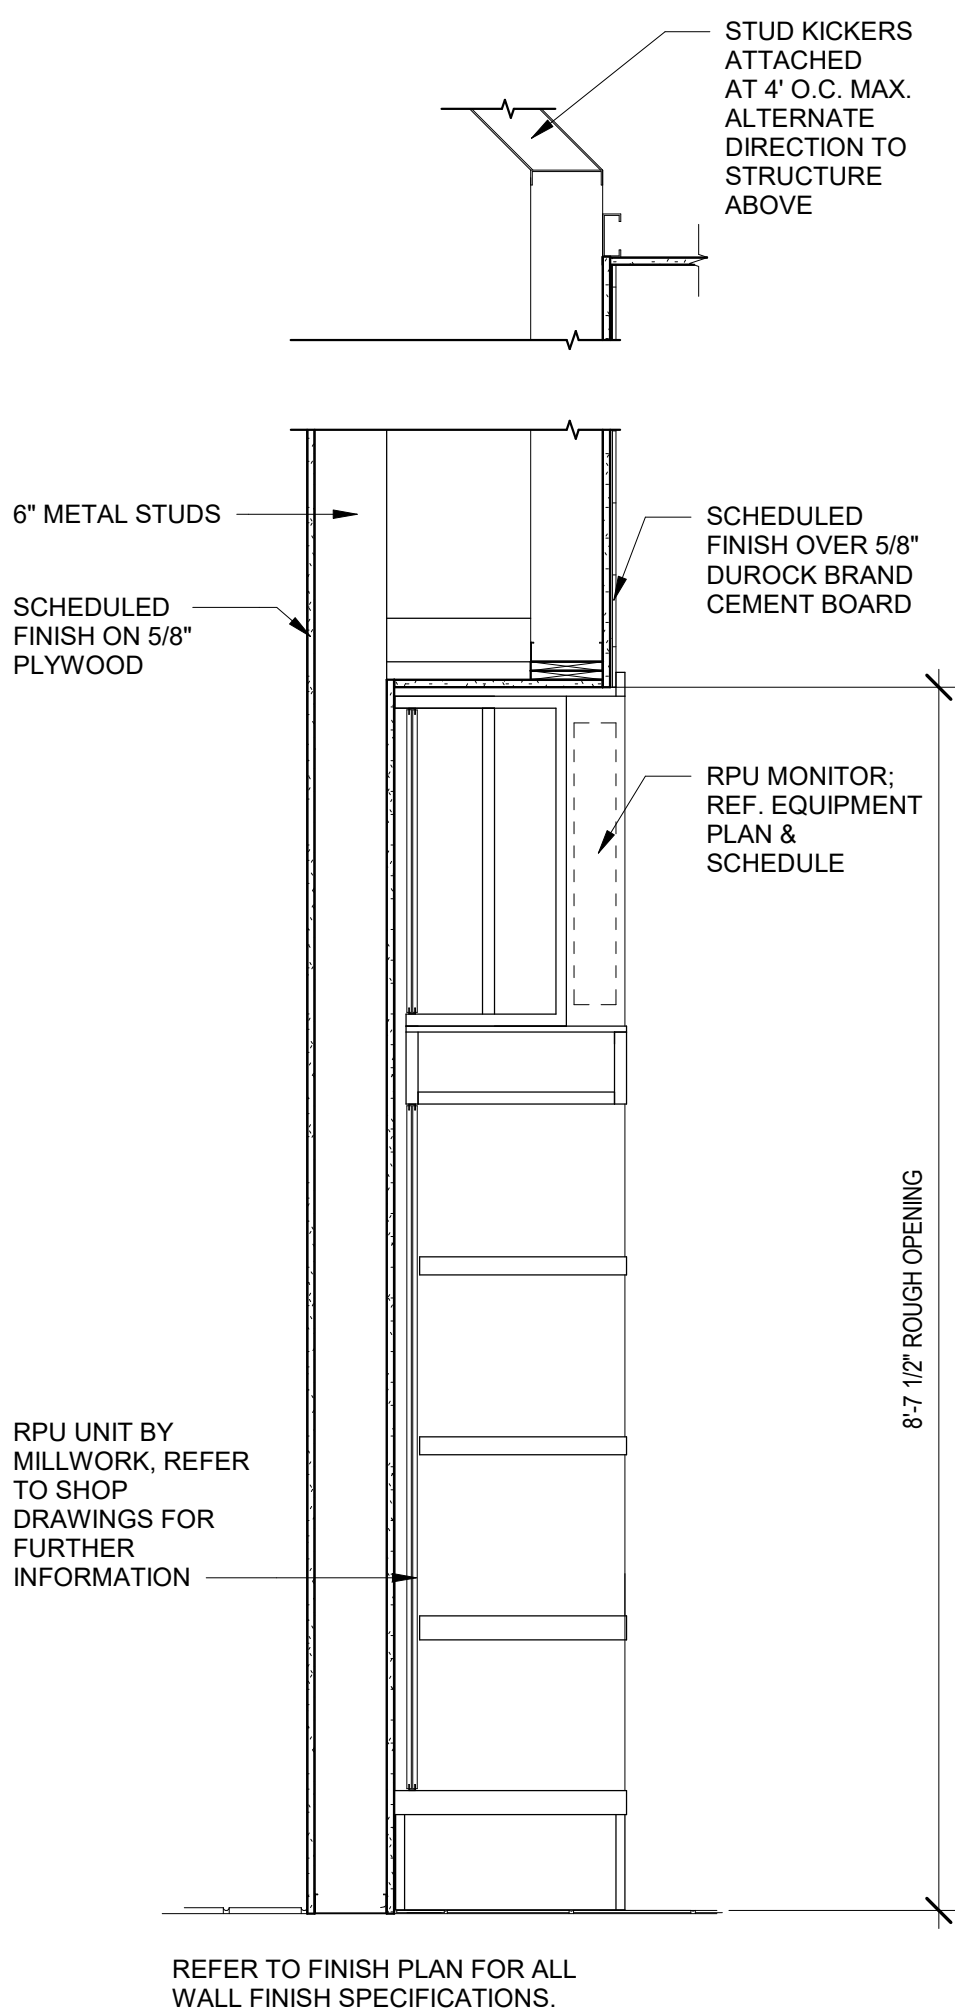 STUD KICKERS
ATTACHED
AT 4' O.C. MAX.
ALTERNATE
DIRECTION TO
STRUCTURE
ABOVE
6" METAL STUDS
SCHEDULED
FINISH OVER 5/8"
DUROCK BRAND
CEMENT BOARD
SCHEDULED
FINISH ON 5/8"
PLYWOOD
RPU MONITOR;
REF. EQUIPMENT
PLAN &
SCHEDULE
8'-7 1/2" ROUGH OPENING
RPU UNIT BY
MILLWORK, REFER
TO SHOP
DRAWINGS FOR
FURTHER
INFORMATION
REFER TO FINISH PLAN FOR ALL
WALL FINISH SPECIFICATIONS.